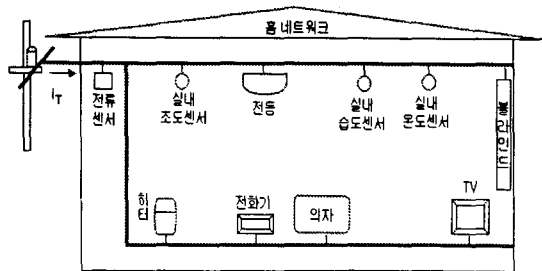 홈 네트워크
I_T
전류
센서
실내
조도센서
전등
실내
습도센서
실내
온도센서
블라인드
히터
전화기
의자
TV